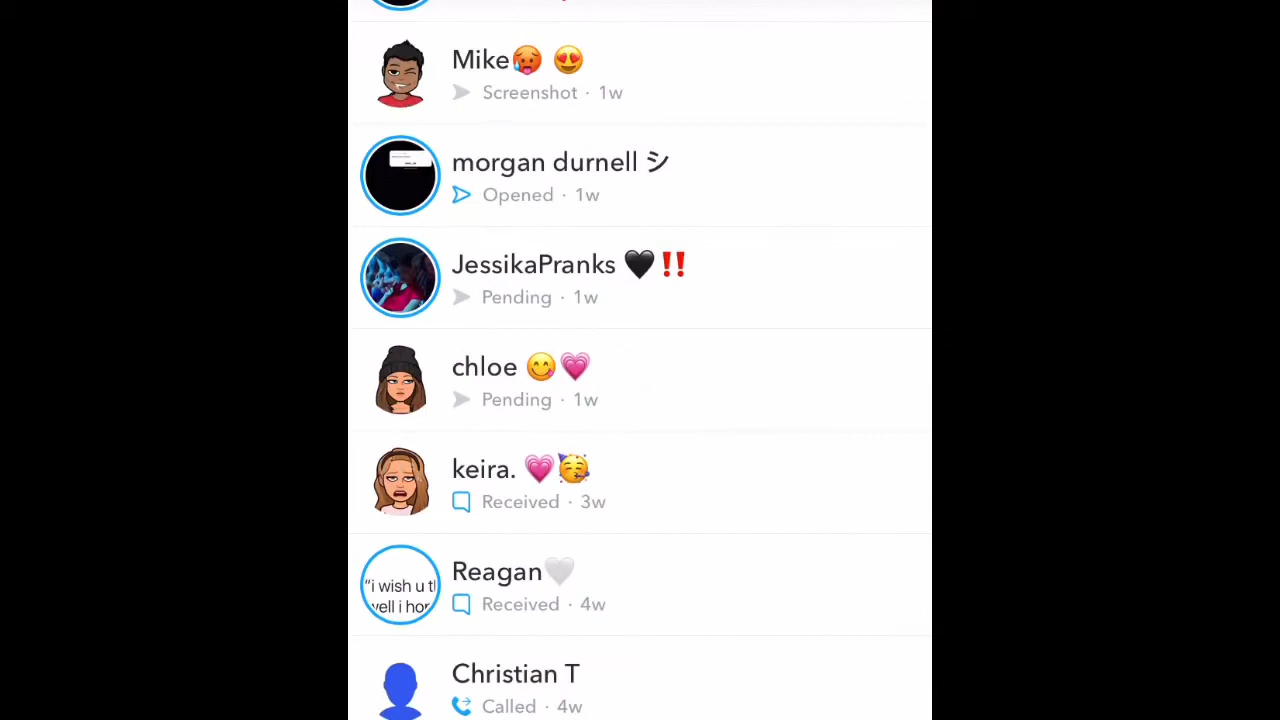 Mike🥵 😍
Screenshot · 1w
morgan durnell シ
Opened · 1w
JessikaPranks 🖤‼️
Pending · 1w
chloe 😋💗
Pending · 1w
keira. 💗🥳
Received · 3w
Reagan🤍
Received · 4w
"i wish u t
vell i hor
Christian T
Called · 4w